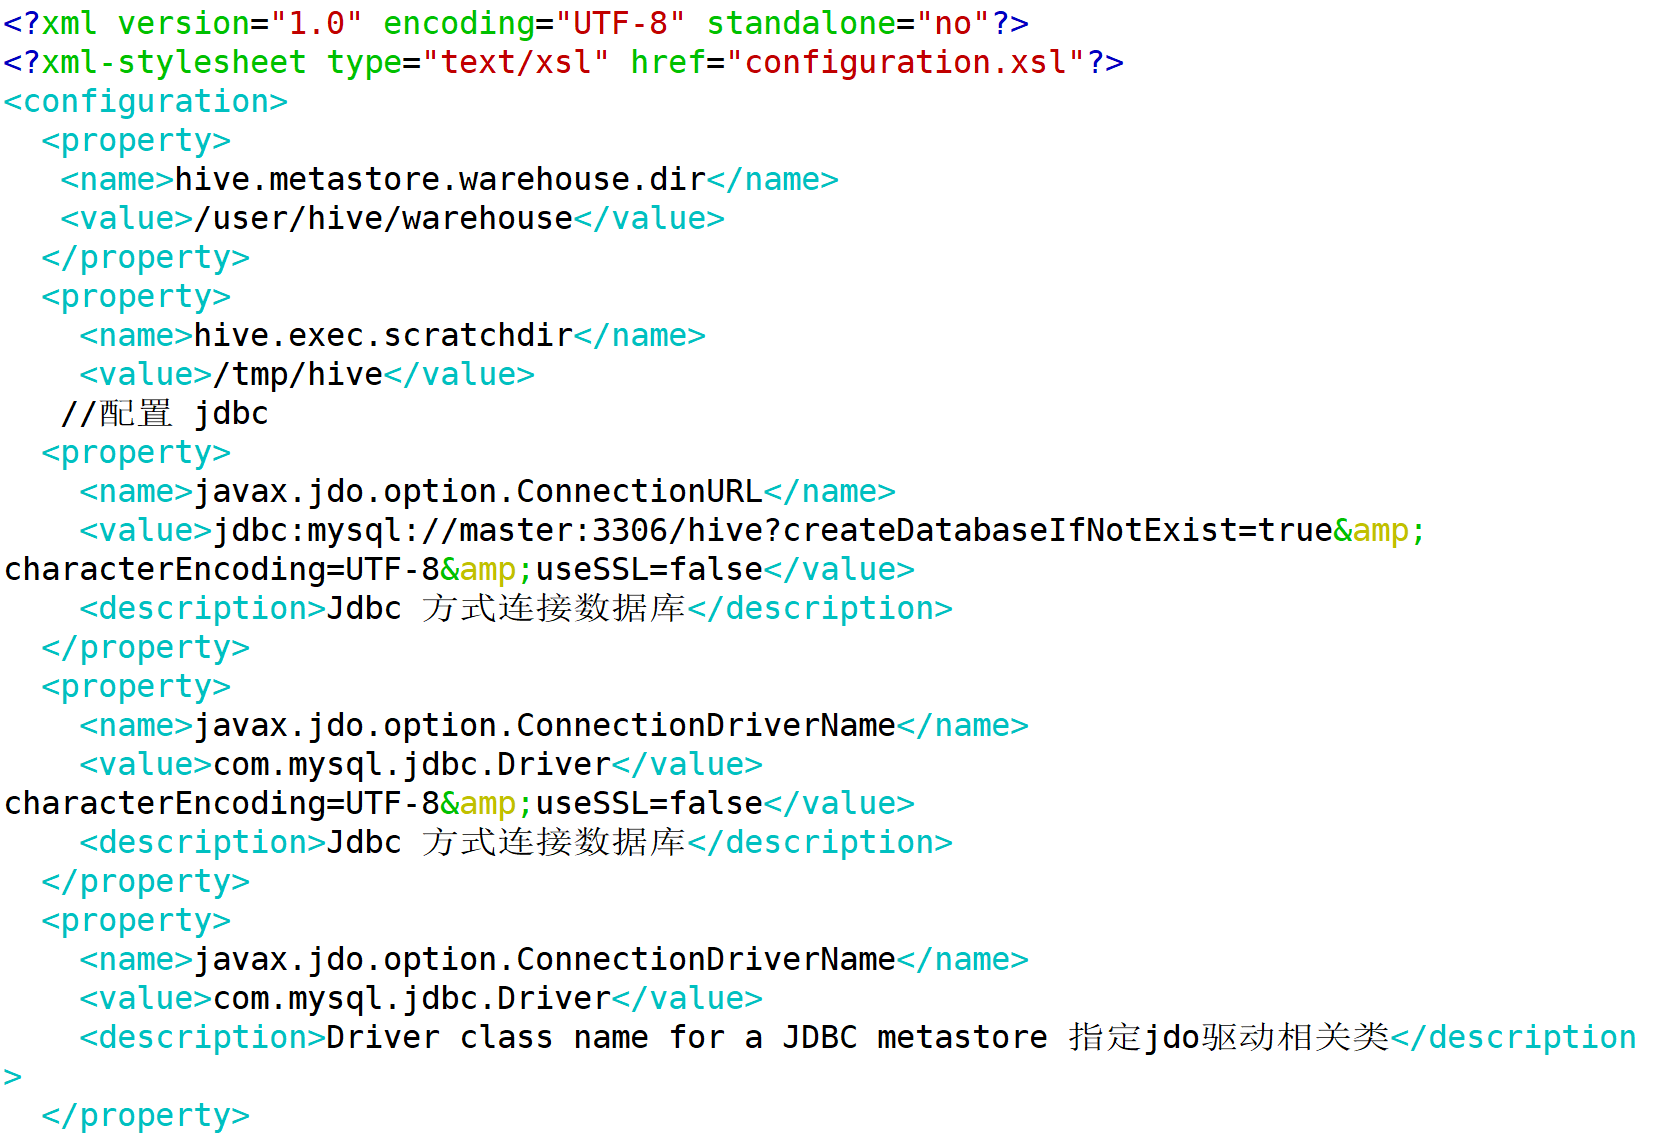 <?xml version="1.0" encoding="UTF-8" standalone="no"?>
<?xml-stylesheet type="text/xsl" href="configuration.xsl"?>
<configuration>
  <property>
   <name>hive.metastore.warehouse.dir</name>
   <value>/user/hive/warehouse</value>
  </property>
  <property>
    <name>hive.exec.scratchdir</name>
    <value>/tmp/hive</value>
   //配置 jdbc
  <property>
    <name>javax.jdo.option.ConnectionURL</name>
    <value>jdbc:mysql://master:3306/hive?createDatabaseIfNotExist=true&amp;
characterEncoding=UTF-8&amp;useSSL=false</value>
    <description>Jdbc 方式连接数据库</description>
  </property>
  <property>
    <name>javax.jdo.option.ConnectionDriverName</name>
    <value>com.mysql.jdbc.Driver</value>
characterEncoding=UTF-8&amp;useSSL=false</value>
    <description>Jdbc 方式连接数据库</description>
  </property>
  <property>
    <name>javax.jdo.option.ConnectionDriverName</name>
    <value>com.mysql.jdbc.Driver</value>
    <description>Driver class name for a JDBC metastore 指定jdo驱动相关类</description
>
  </property>